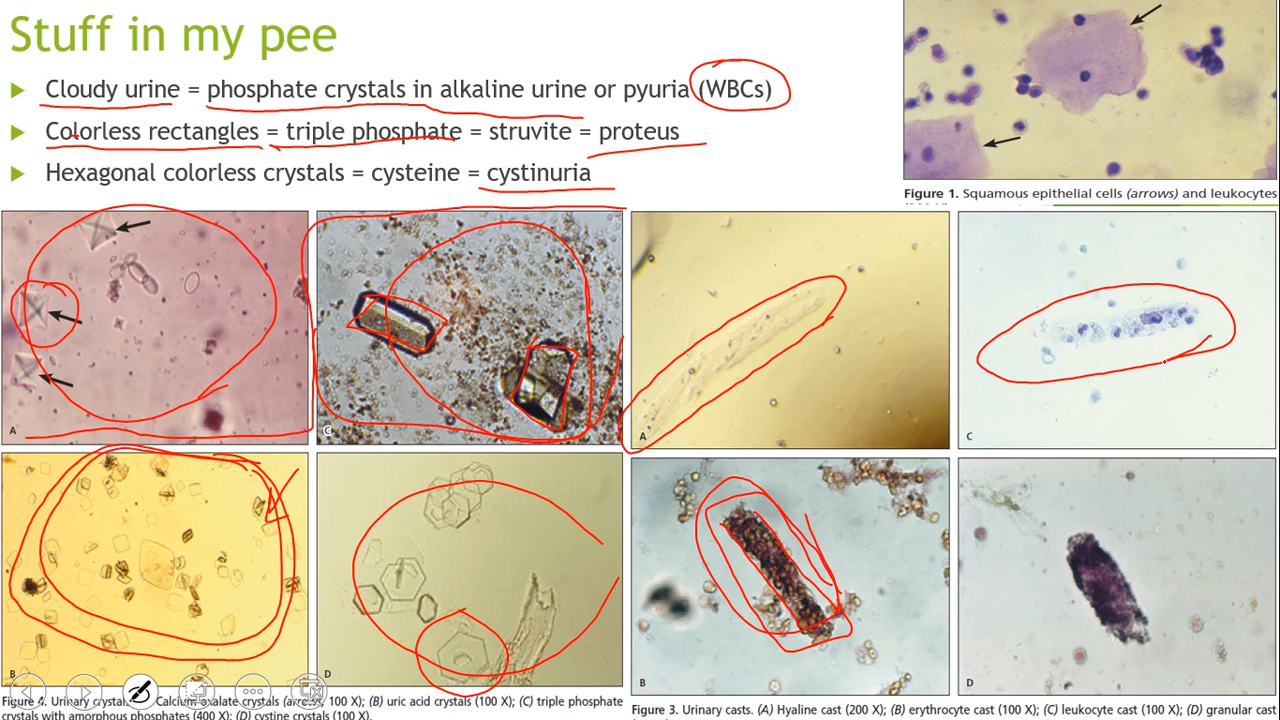 Stuff in my pee
Cloudy urine = phosphate crystals in alkaline urine or pyuria (WBCs)
Colorless rectangles = triple phosphate = struvite = proteus
Hexagonal colorless crystals = cysteine = cystinuria
Figure 1. Squamous epithelial cells (arrows) and leukocytes
A
C
A
C
B
D
B
D
Figure 4. Urinary crystals. Calcium oxalate crystals (arrows, 100 X); (B) uric acid crystals (100 X); (C) triple phosphate
crystals with amorphous phosphates (400 X); (D) cystine crystals (100 X).
Figure 3. Urinary casts. (A) Hyaline cast (200 X); (B) erythrocyte cast (100 X); (C) leukocyte cast (100 X); (D) granular cast